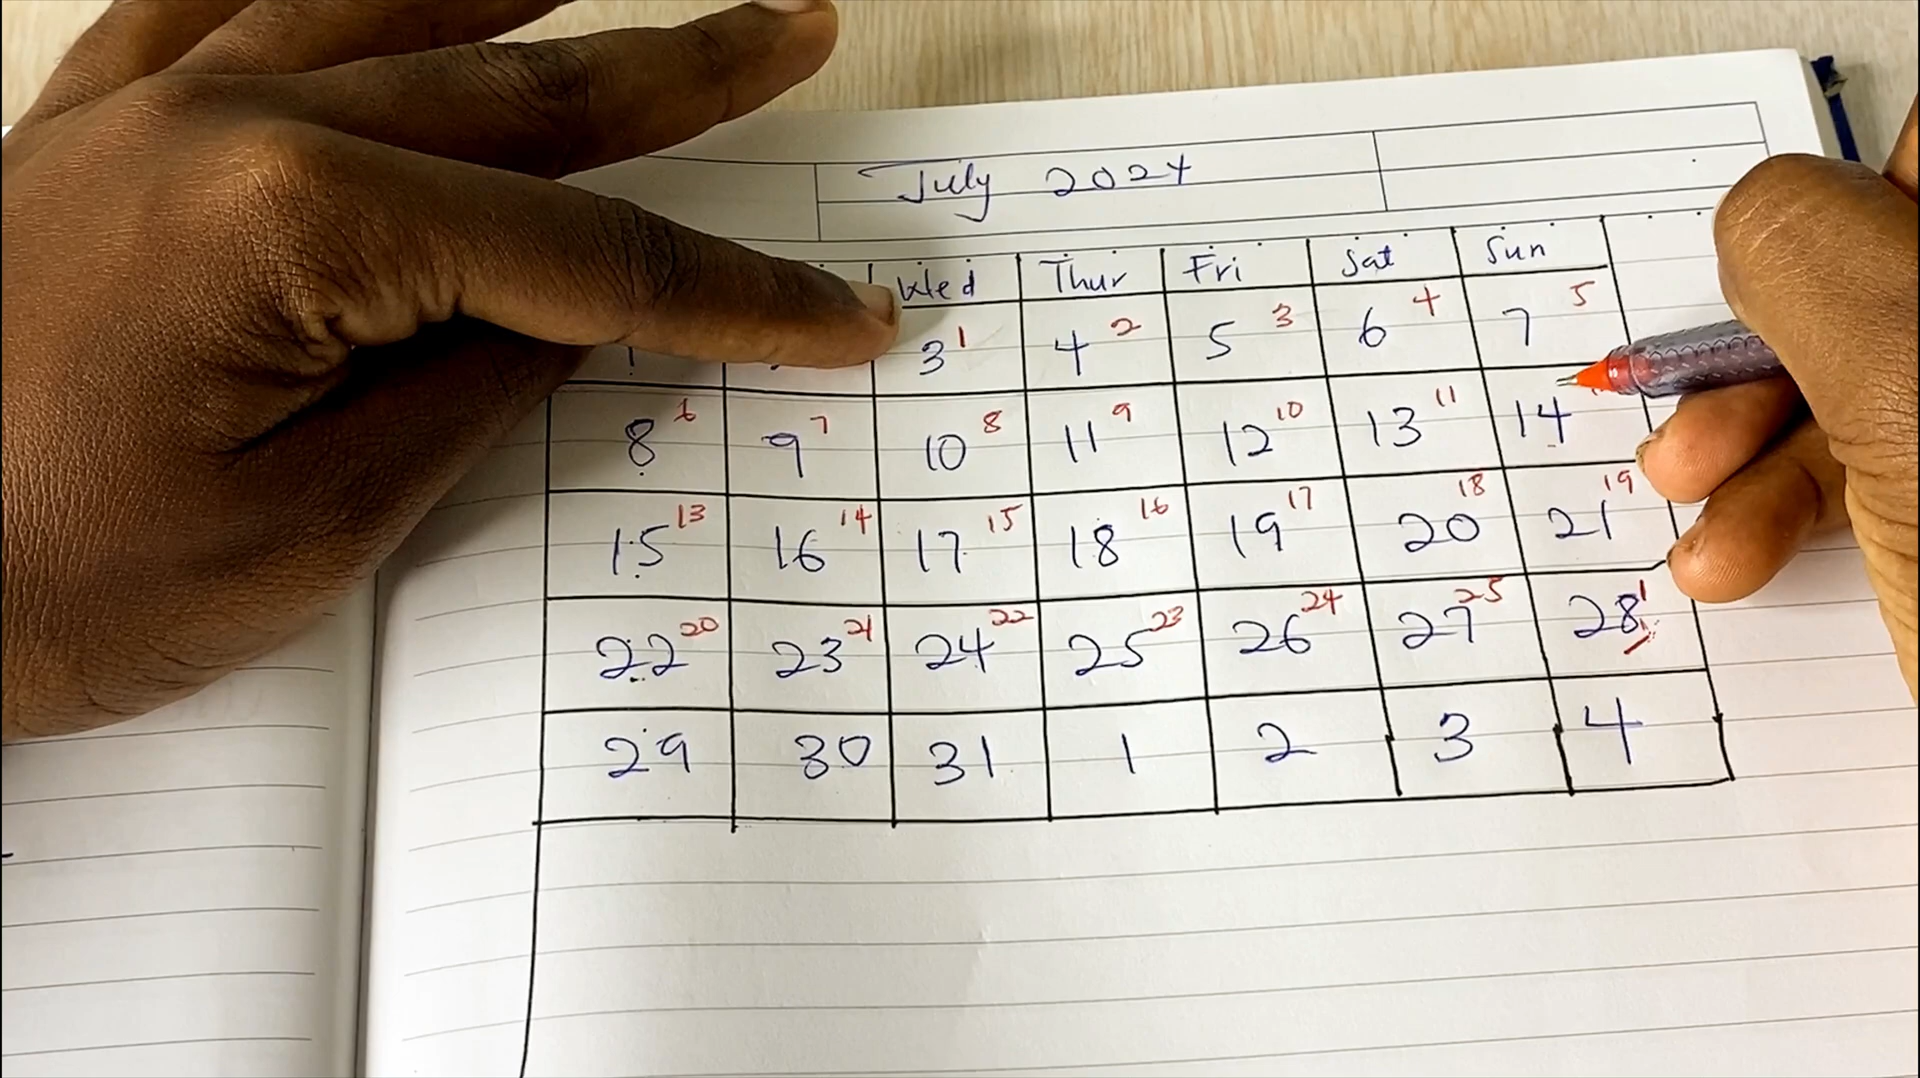 July 2024
Wed Thur Fri Sat Sun
3 1 4 2 5 3 6 4 7 5
8 6 9 7 10 8 11 9 12 10 13 11 14
15 13 16 14 17 15 18 16 19 17 20 18 21 19
22 20 23 21 24 22 25 23 26 24 27 25 28 1
29 30 31 1 2 3 4